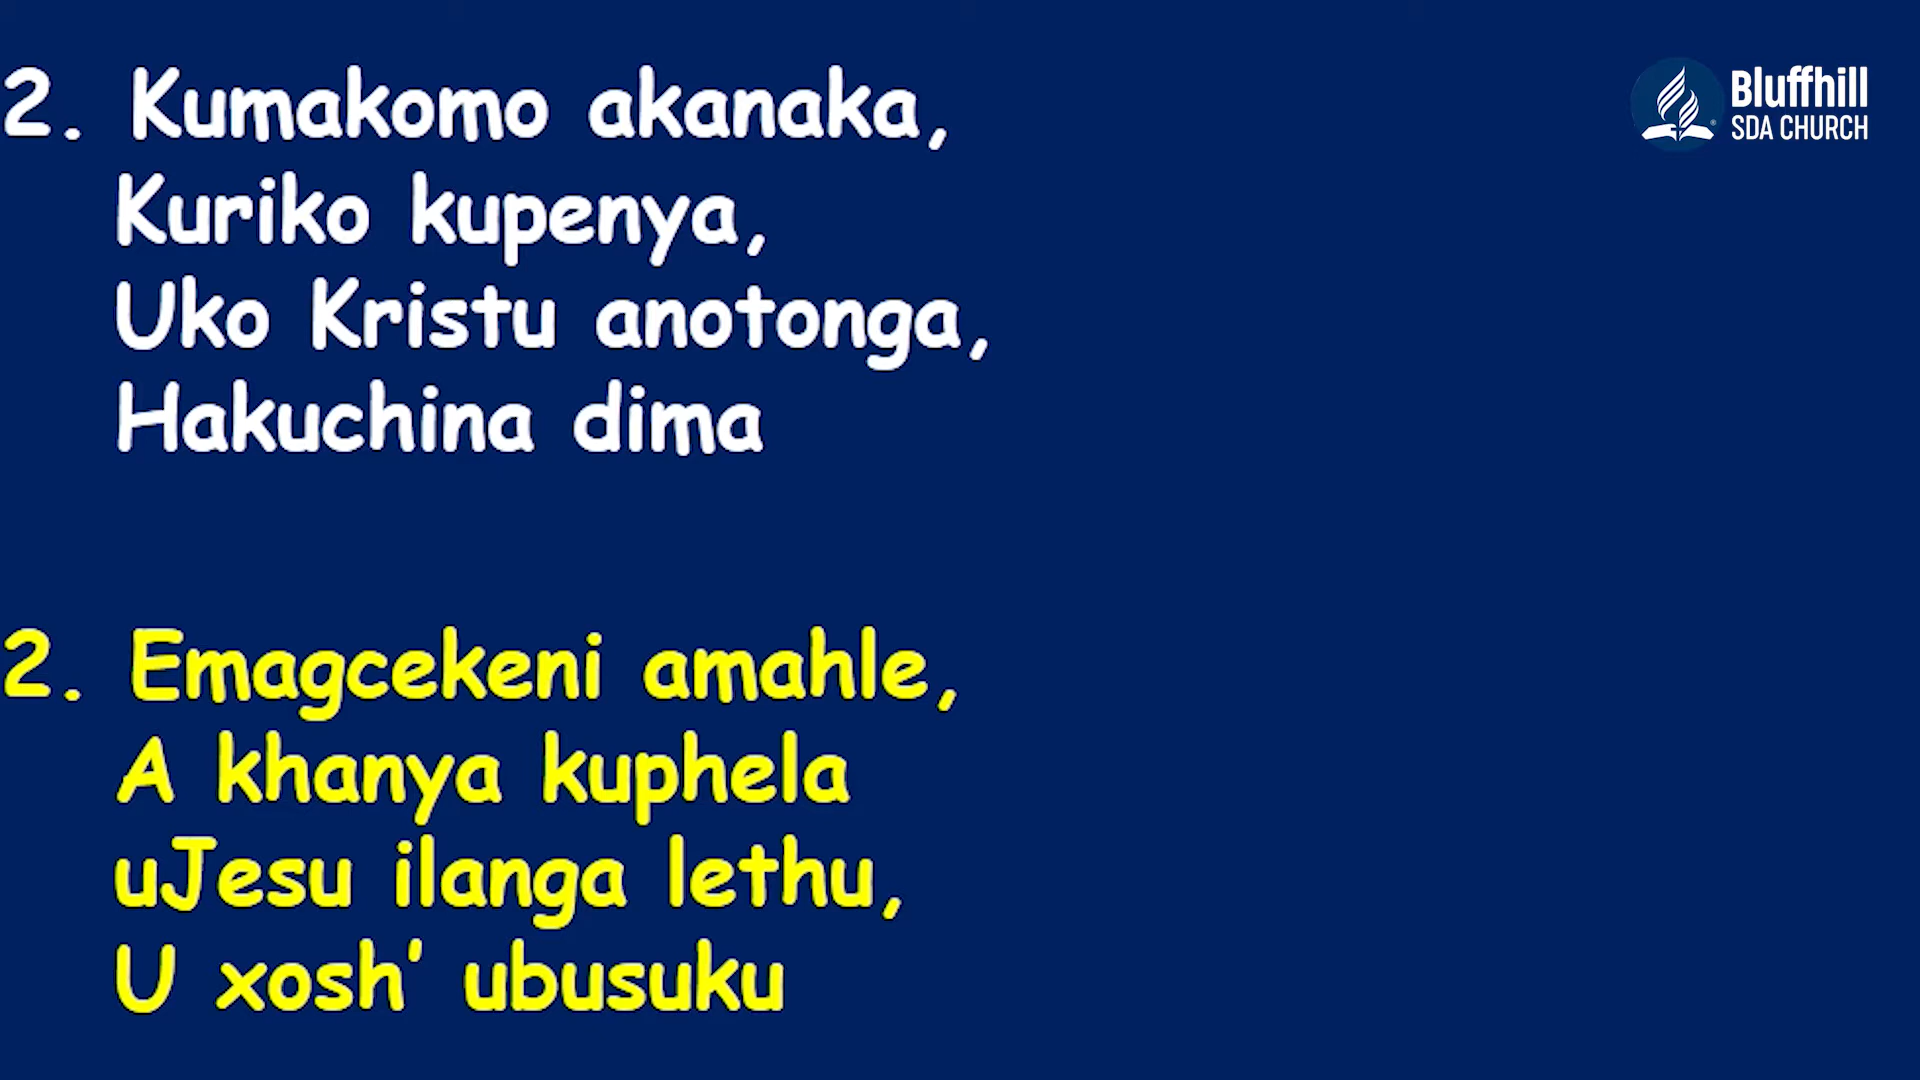 2. Kumakomo akanaka,
Kuriko kupenya,
Uko Kristu anotonga,
Hakuchina dima
2. Emagcekeni amahle,
A khanya kuphela
uJesu ilanga lethu,
U xosh’ ubusuku
Bluffhill
SDA CHURCH